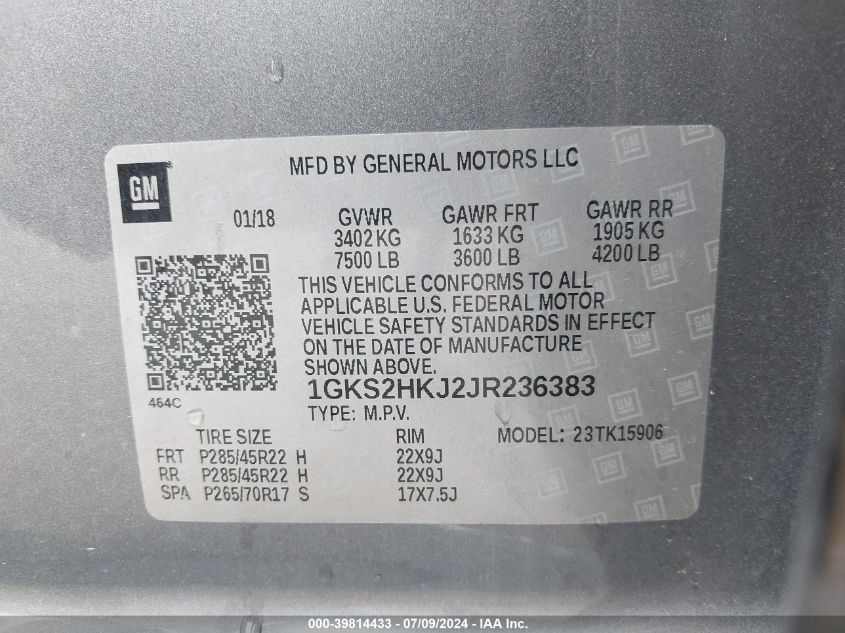 MFD BY GENERAL MOTORS LLC
GM
01/18 GVWR GAWR FRT GAWR RR
3402 KG 1633 KG 1905 KG
7500 LB 3600 LB 4200 LB
THIS VEHICLE CONFORMS TO ALL
APPLICABLE U.S. FEDERAL MOTOR
VEHICLE SAFETY STANDARDS IN EFFECT
ON THE DATE OF MANUFACTURE
SHOWN ABOVE.
1GKS2HKJ2JR236383
464C
TYPE: M.P.V.
TIRE SIZE RIM MODEL: 23TK15906
FRT P285/45R22 H 22X9J
RR P285/45R22 H 22X9J
SPA P265/70R17 S 17X7.5J
000-39814433 - 07/09/2024 - IAA Inc.